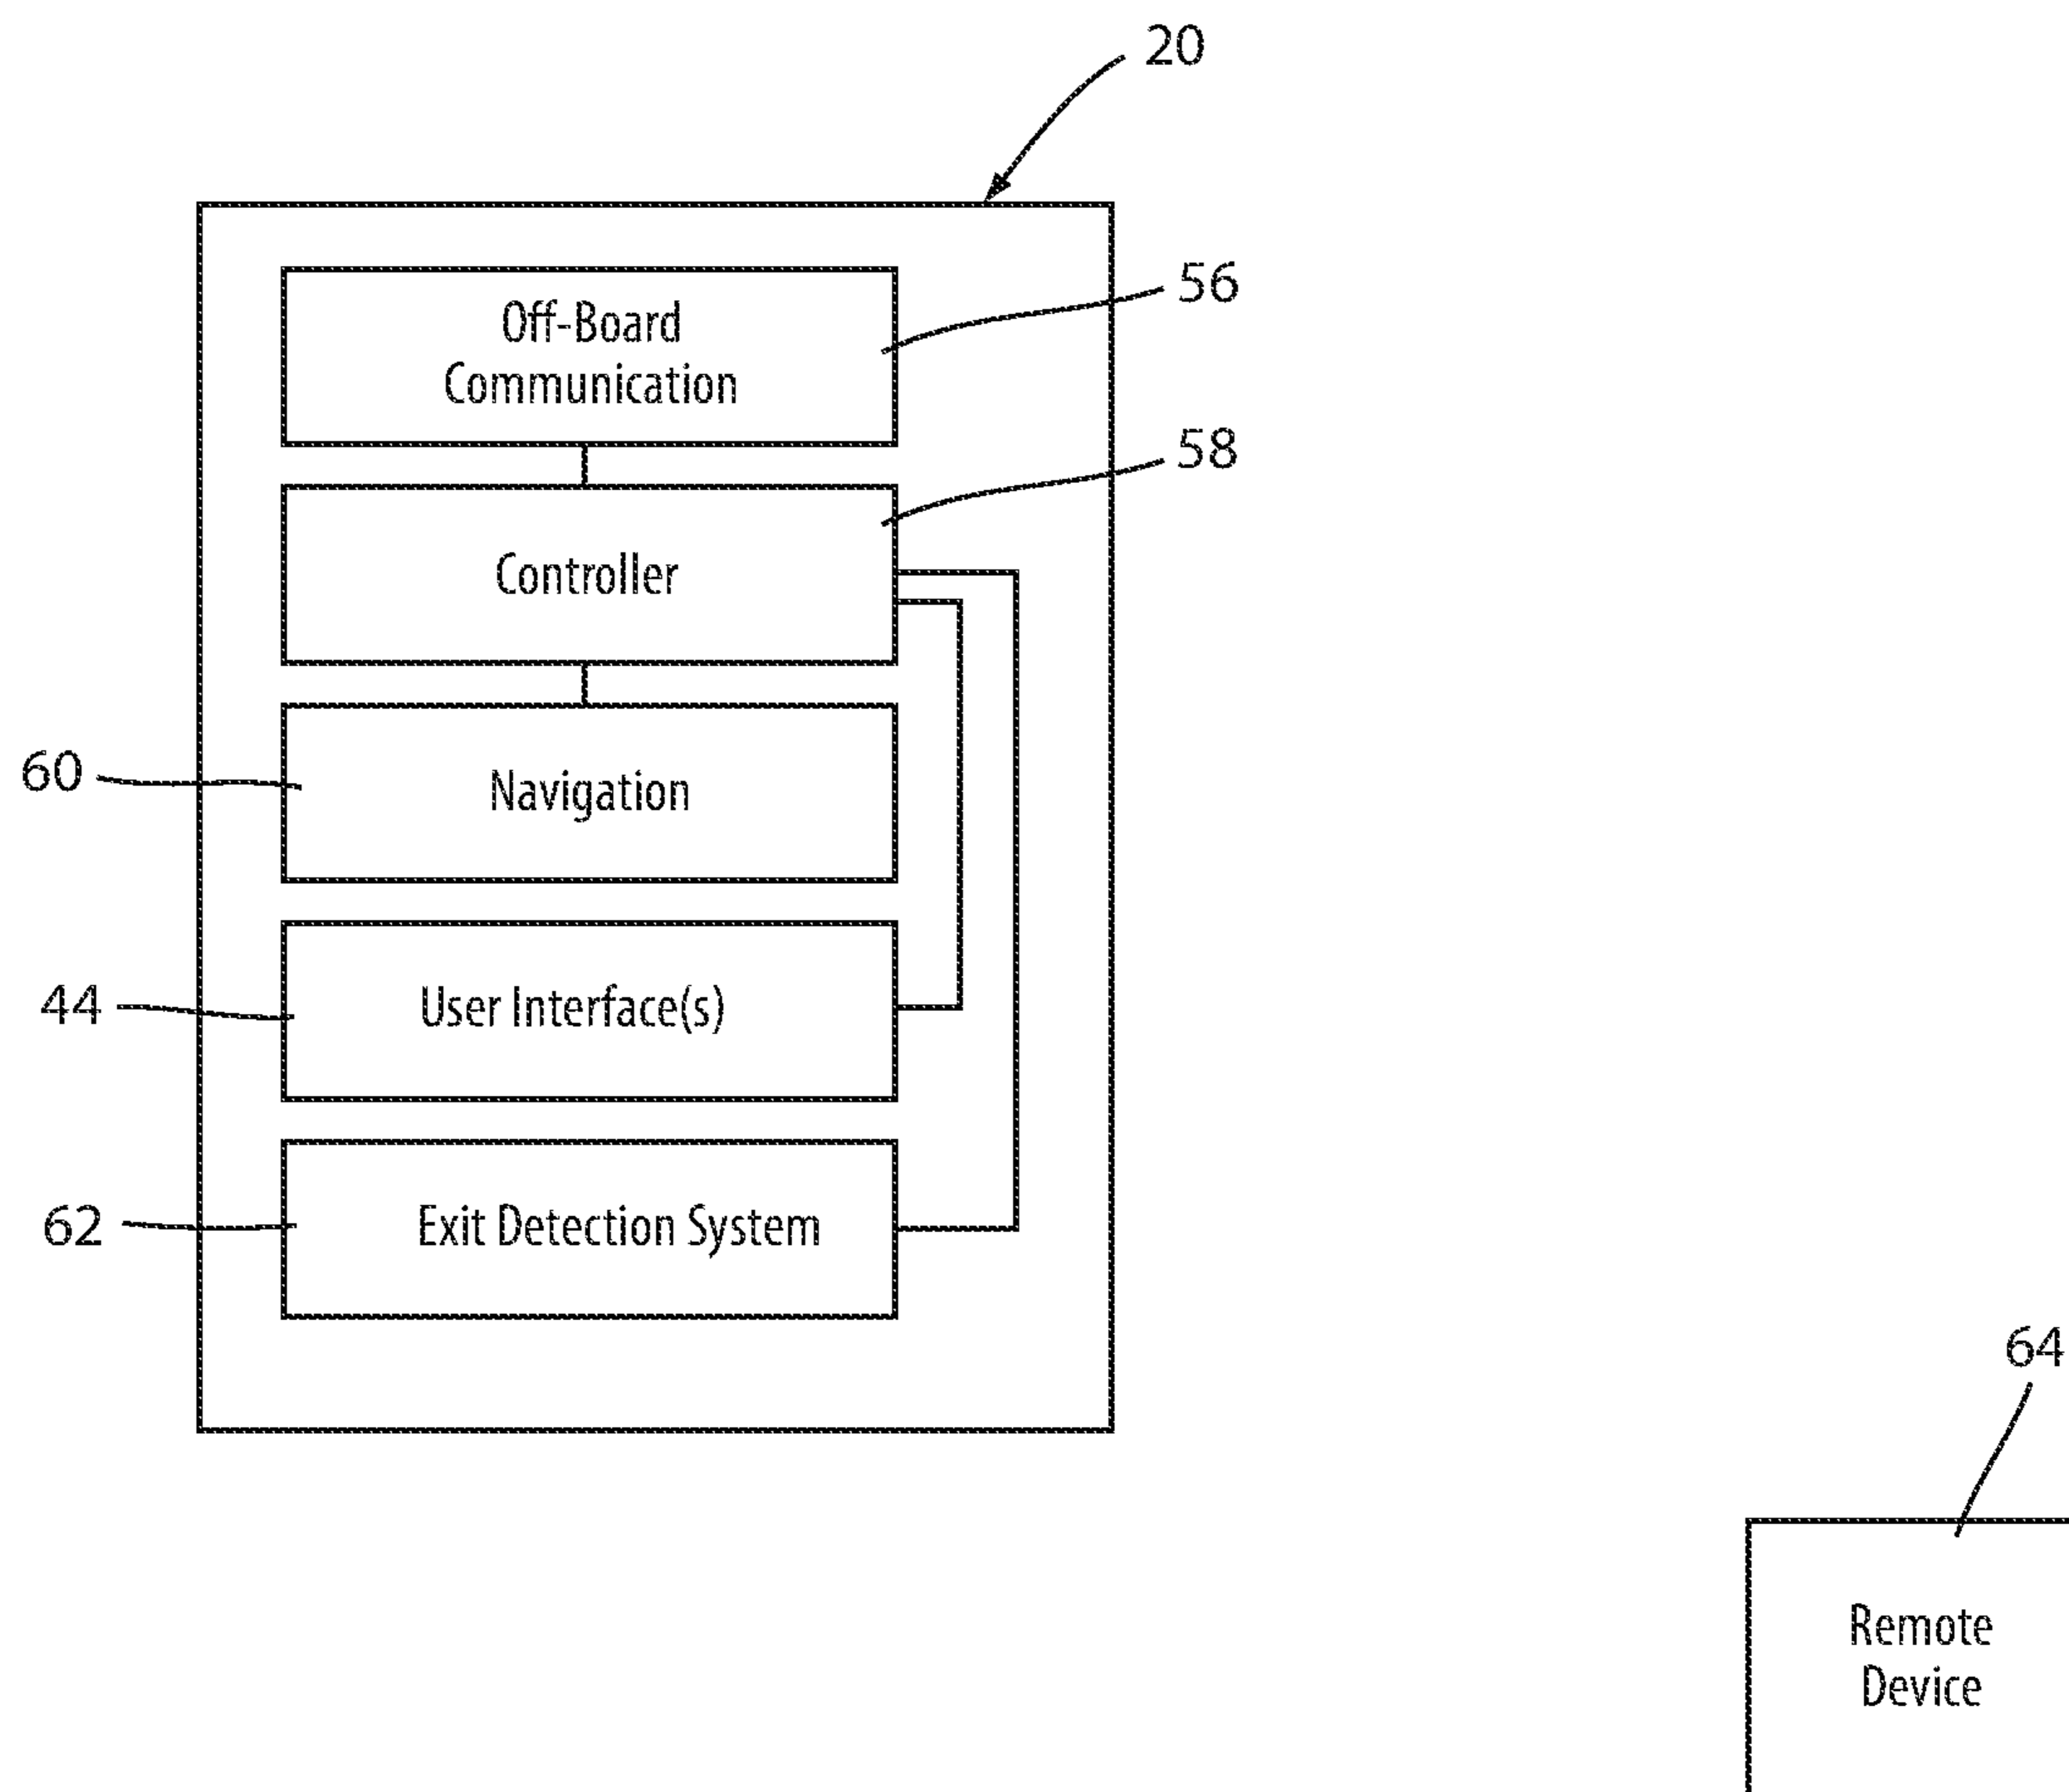 20
Off-Board
Communication
56
58
Controller
60
Navigation
44
User Interface(s)
62
Exit Detection System
64
Remote
Device